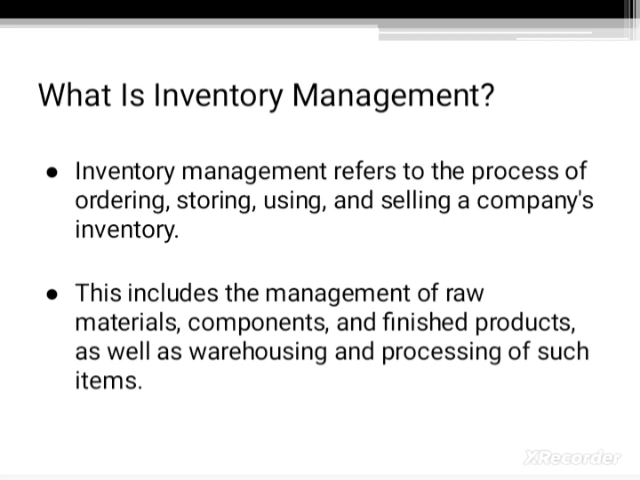 What Is Inventory Management?
● Inventory management refers to the process of
ordering, storing, using, and selling a company's
inventory.
● This includes the management of raw
materials, components, and finished products,
as well as warehousing and processing of such
items.
XRecorder